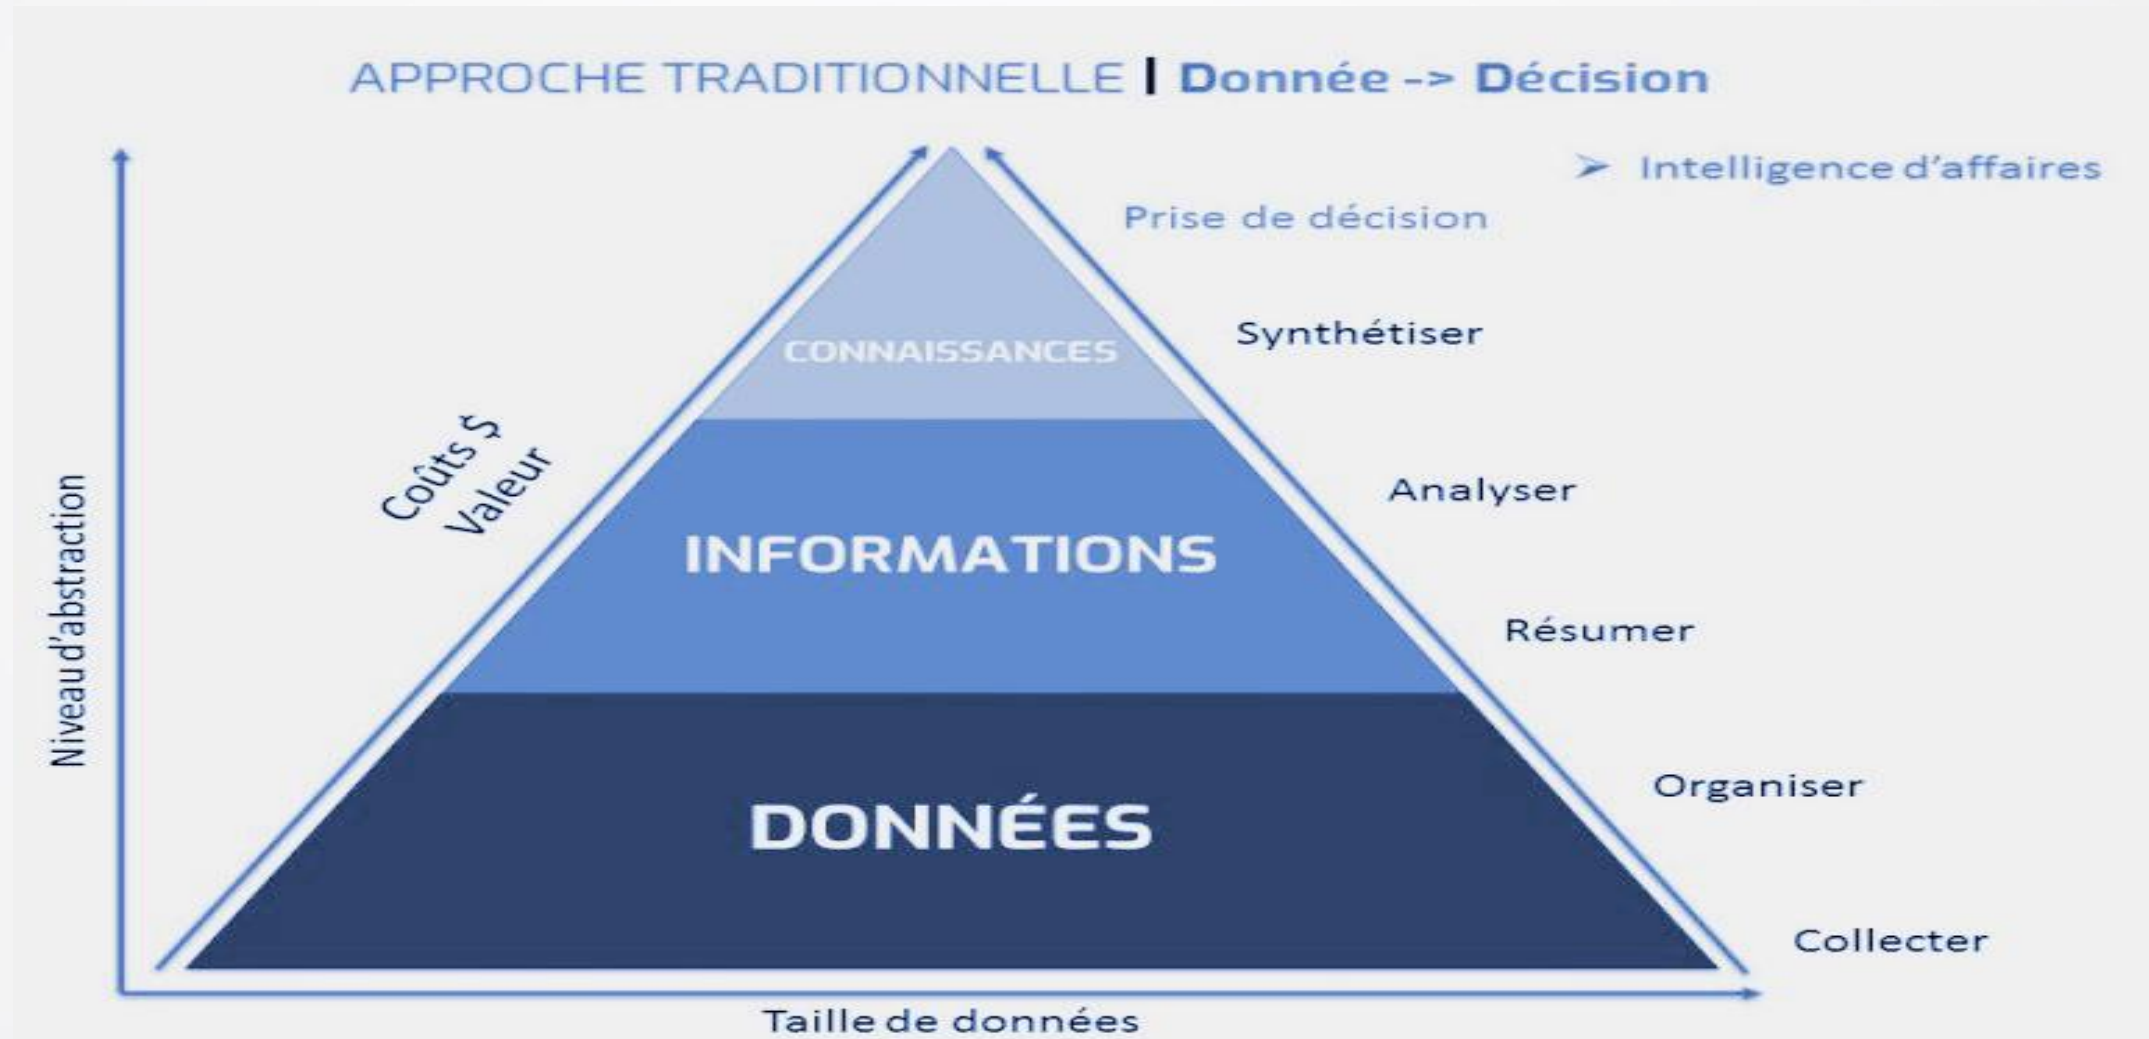 APPROCHE TRADITIONNELLE | Donnée -> Décision
➢ Intelligence d'affaires
Prise de décision
Synthétiser
CONNAISSANCES
Coûts $
Valeur
Analyser
INFORMATIONS
Niveau d'abstraction
Résumer
Organiser
DONNÉES
Collecter
Taille de données